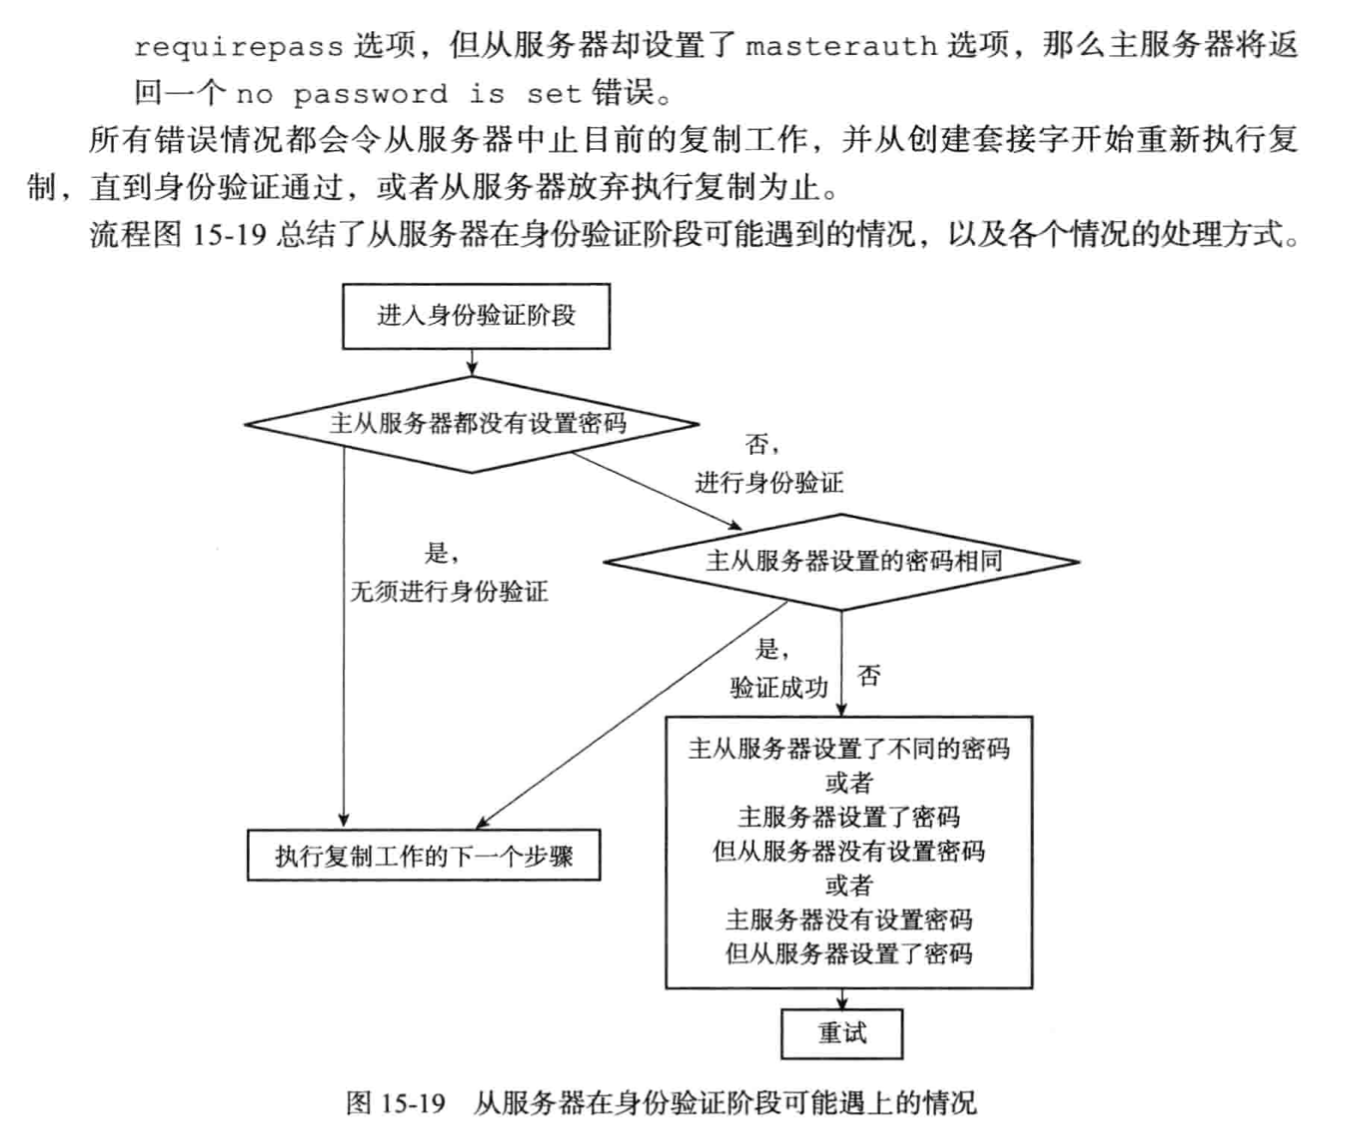 requirepass 选项，但从服务器却设置了 masterauth 选项，那么主服务器将返
回一个 no password is set 错误。
所有错误情况都会令从服务器中止目前的复制工作，并从创建套接字开始重新执行复
制，直到身份验证通过，或者从服务器放弃执行复制为止。
流程图 15-19 总结了从服务器在身份验证阶段可能遇到的情况，以及各个情况的处理方式。
进入身份验证阶段
主从服务器都没有设置密码
否，
进行身份验证
是，
无须进行身份验证
主从服务器设置的密码相同
是，
验证成功
否
主从服务器设置了不同的密码
或者
主服务器设置了密码
但从服务器没有设置密码
或者
主服务器没有设置密码
但从服务器设置了密码
执行复制工作的下一个步骤
重试
图 15-19 从服务器在身份验证阶段可能遇上的情况